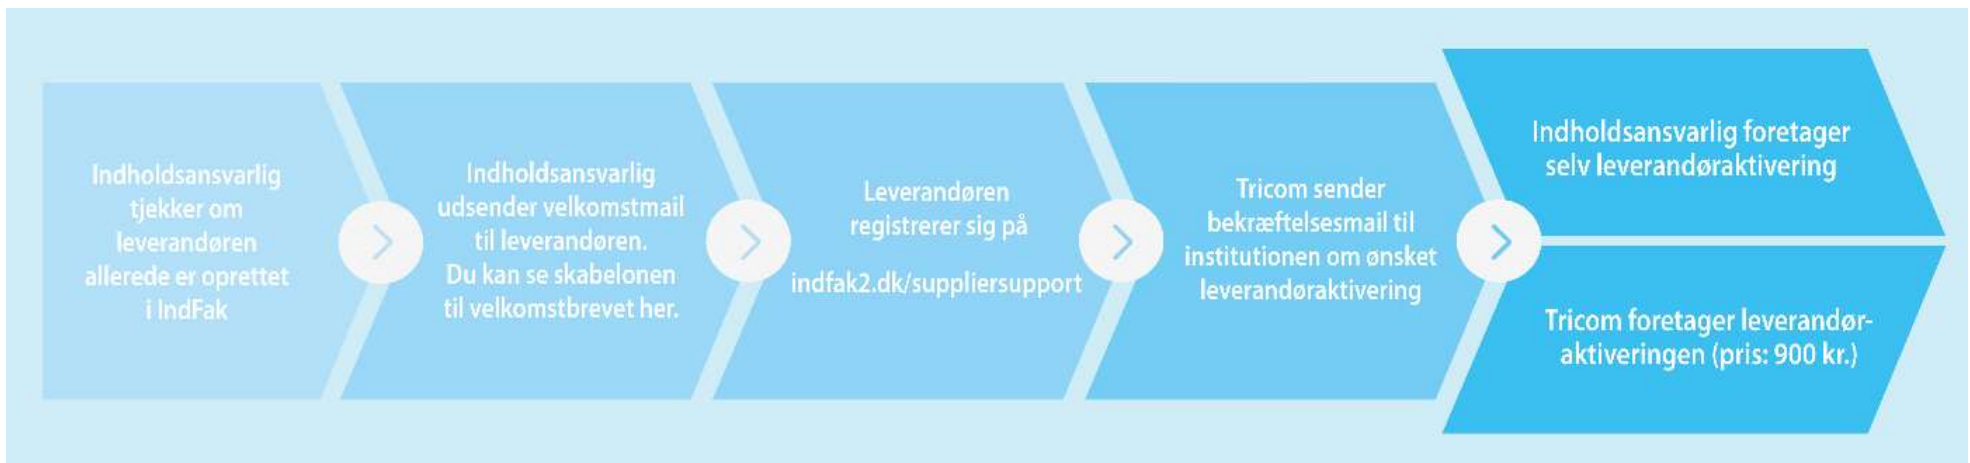 Indholdsansvarlig
tjekker om
leverandøren
allerede er oprettet
i IndFak
Indholdsansvarlig
udsender velkomstmail
til leverandøren.
Du kan se skabelonen
til velkomstbrevet her.
Leverandøren
registrerer sig på
indfak2.dk/suppliersupport
Tricom sender
bekræftelsesmail til
institutionen om ønsket
leverandøraktivering
Indholdsansvarlig foretager
selv leverandøraktivering
Tricom foretager leverandør-
aktiveringen (pris: 900 kr.)